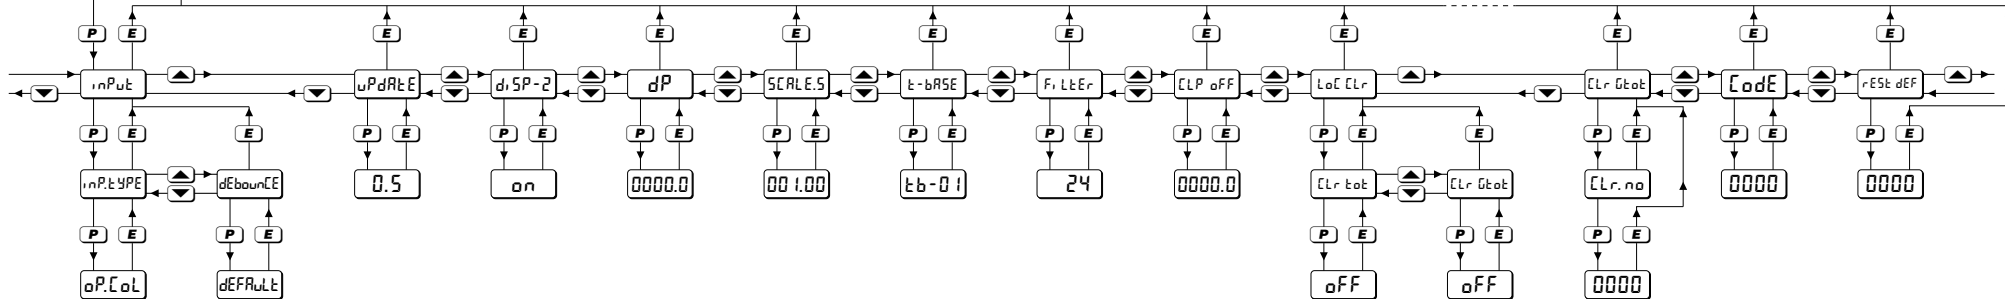 P E E E E E E E E E E E E
inPut uPdAtE diSP-2 dP SCALE.S t-bASE FiLtEr CLP oFF LoC CLr CLr Gtot CodE rESt dEF
P E E P E P E P E P E P E P E P E P E E P E P E P E
inP.tYPE dEbounCE 0.5 on 0000.0 001.00 tb-01 24 0000.0 CLr tot CLr Gtot CLr.no 0000 0000
P E P E P E P E P E
oP.CoL dEFAuLt oFF oFF 0000